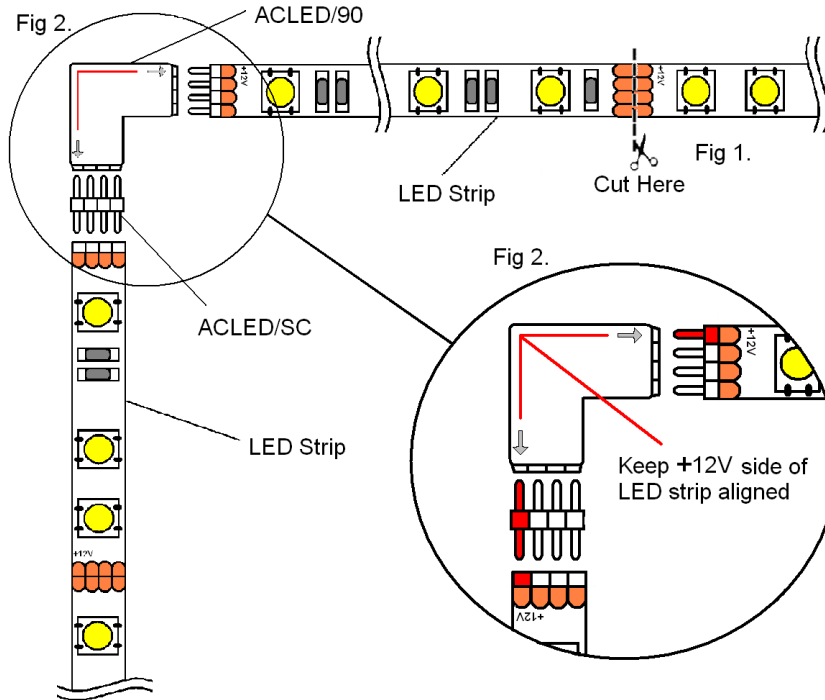 ACLED/90
Fig 2.
+12V
+12V
LED Strip
Cut Here
Fig 1.
ACLED/SC
LED Strip
+12V
Fig 2.
+12V
Keep +12V side of
LED strip aligned
+12V